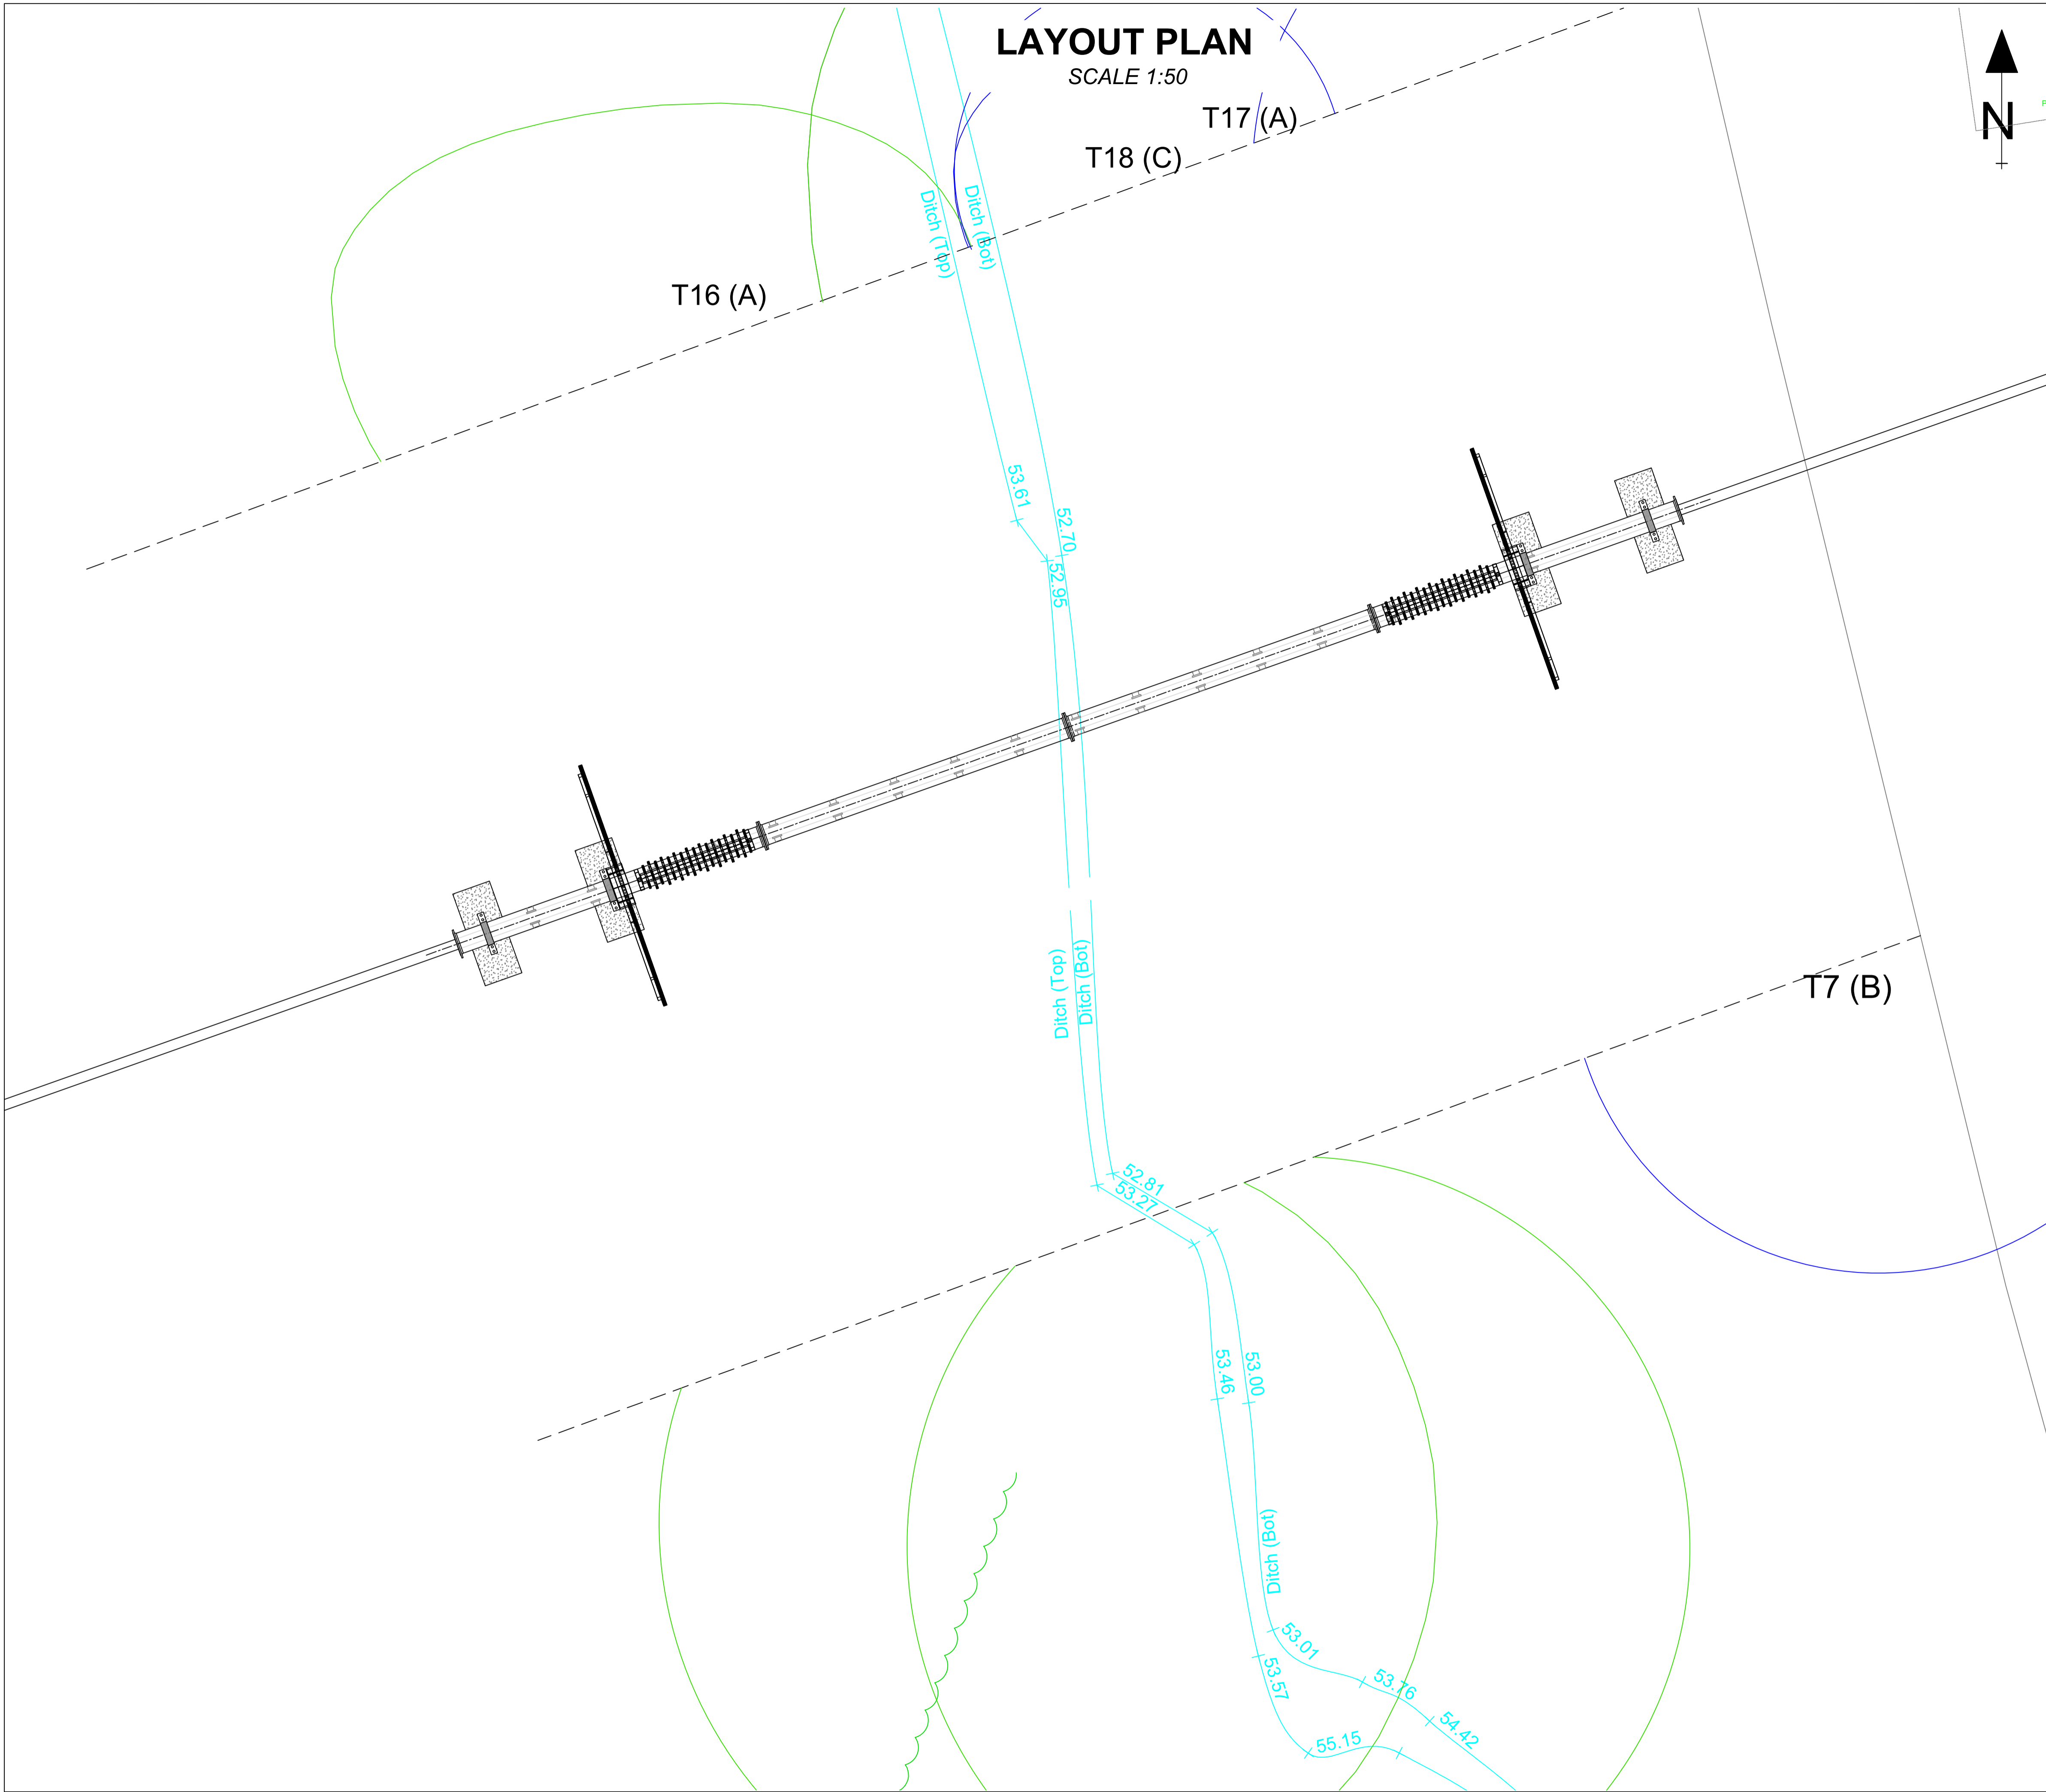 LAYOUT PLAN
SCALE 1:50
T17 (A)
T18 (C)
N
Ditch (Top)
Ditch (Bot)
T16 (A)
53.61
52.70
52.95
Ditch (Top)
Ditch (Bot)
T7 (B)
52.81
53.27
53.46
53.00
Ditch (Bot)
53.01
53.57
53.76
54.42
55.15